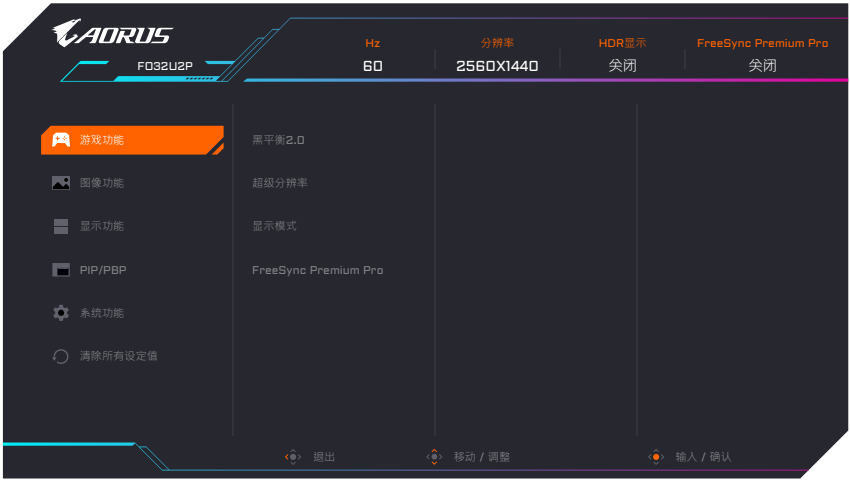 AORUS
FO32U2P
Hz 分辨率 HDR显示 FreeSync Premium Pro
60 2560X1440 关闭 关闭
游戏功能 黑平衡2.0
图像功能 超级分辨率
显示功能 显示模式
PIP/PBP FreeSync Premium Pro
系统功能
清除所有设定值
退出 移动 / 调整 输入 / 确认